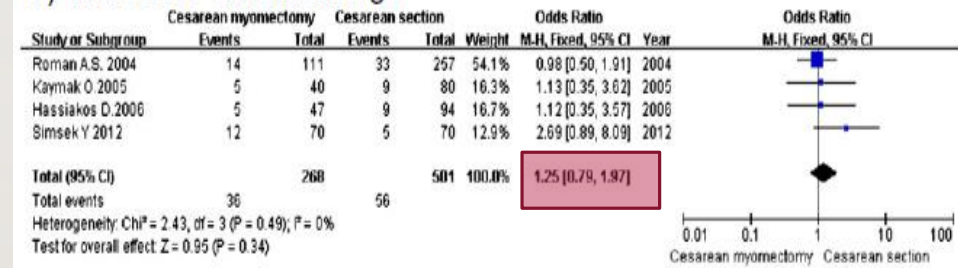 Cesarean myomectomy Cesarean section Odds Ratio Odds Ratio
Study or Subgroup Events Total Events Total Weight M-H, Fixed, 95% CI Year M-H, Fixed, 95% CI
Roman A.S. 2004 14 111 33 257 54.1% 0.98 [0.50, 1.91] 2004
Kaymak O.2005 5 40 9 80 16.3% 1.13 [0.35, 3.62] 2005
Hassiakos D.2006 5 47 9 94 16.7% 1.12 [0.35, 3.57] 2006
Simsek Y 2012 12 70 5 70 12.9% 2.69 [0.89, 8.09] 2012
Total (95% CI) 268 501 100.0% 1.25 [0.79, 1.97]
Total events 36 56
Heterogeneity: Chi² = 2.43, df = 3 (P = 0.49); I² = 0%
Test for overall effect: Z = 0.95 (P = 0.34)
0.01 0.1 1 10 100
Cesarean myomectomy Cesarean section